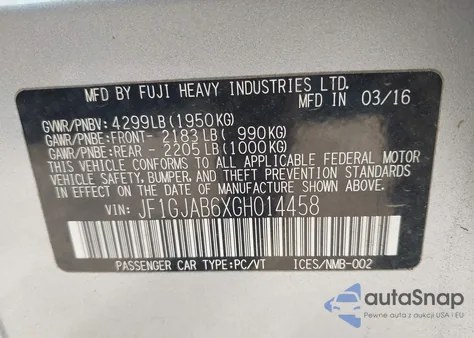 MFD BY FUJI HEAVY INDUSTRIES LTD.
MFD IN 03/16
GVWR/PNBV: 4299LB(1950KG)
GAWR/PNBE: FRONT- 2183LB( 990KG)
GAWR/PNBE: REAR - 2205LB(1000KG)
THIS VEHICLE CONFORMS TO ALL APPLICABLE FEDERAL MOTOR
VEHICLE SAFETY, BUMPER, AND THEFT PREVENTION STANDARDS
IN EFFECT ON THE DATE OF MANUFACTURE SHOWN ABOVE.
VIN: JF1GJAB6XGH014458
PASSENGER CAR TYPE:PC/VT ICES/NMB-002
autoSnap
Pewne auta z aukcji USA i EU